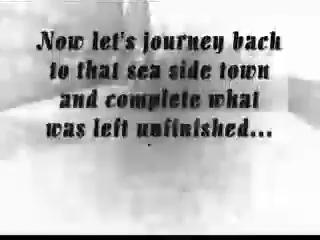 Now let's journey back
to that sea side town
and complete what
was left unfinished...